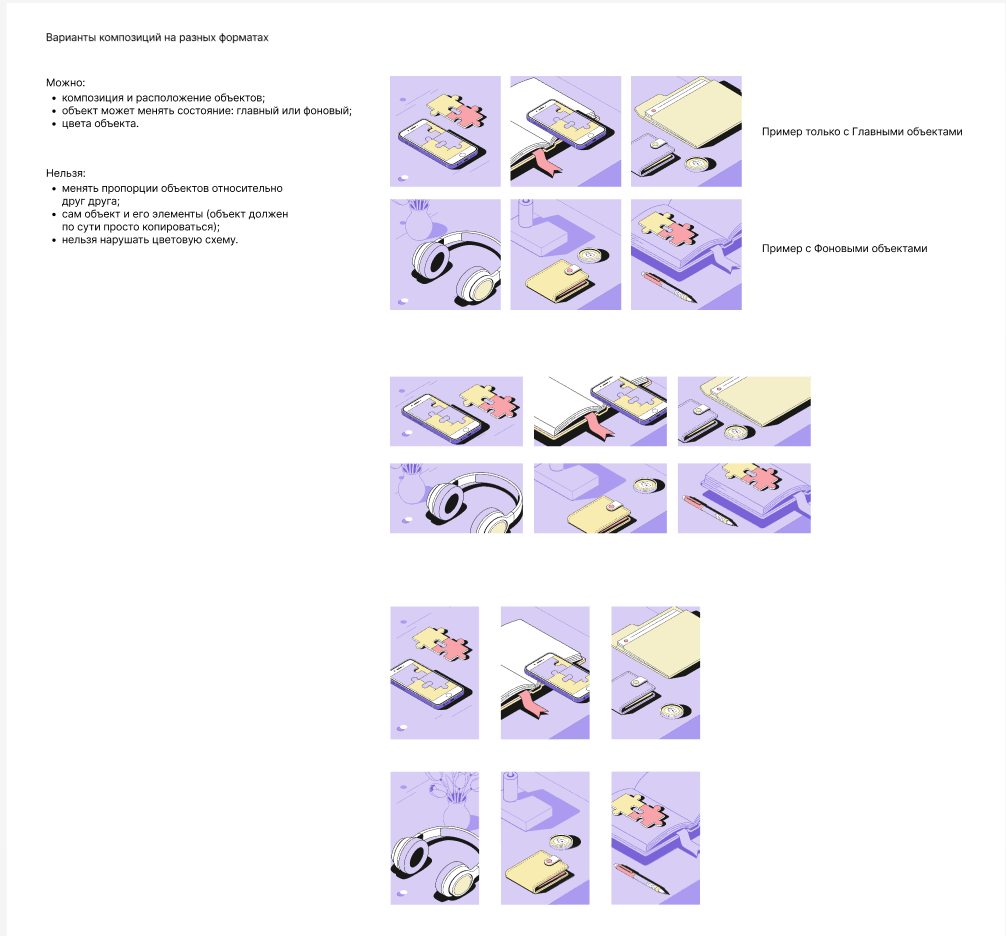 Варианты композиций на разных форматах
Можно:
• композиция и расположение объектов;
• объект может менять состояние: главный или фоновый;
• цвета объекта.
Пример только с Главными объектами
Нельзя:
• менять пропорции объектов относительно
друг друга;
• сам объект и его элементы (объект должен
по сути просто копироваться);
• нельзя нарушать цветовую схему.
Пример с Фоновыми объектами